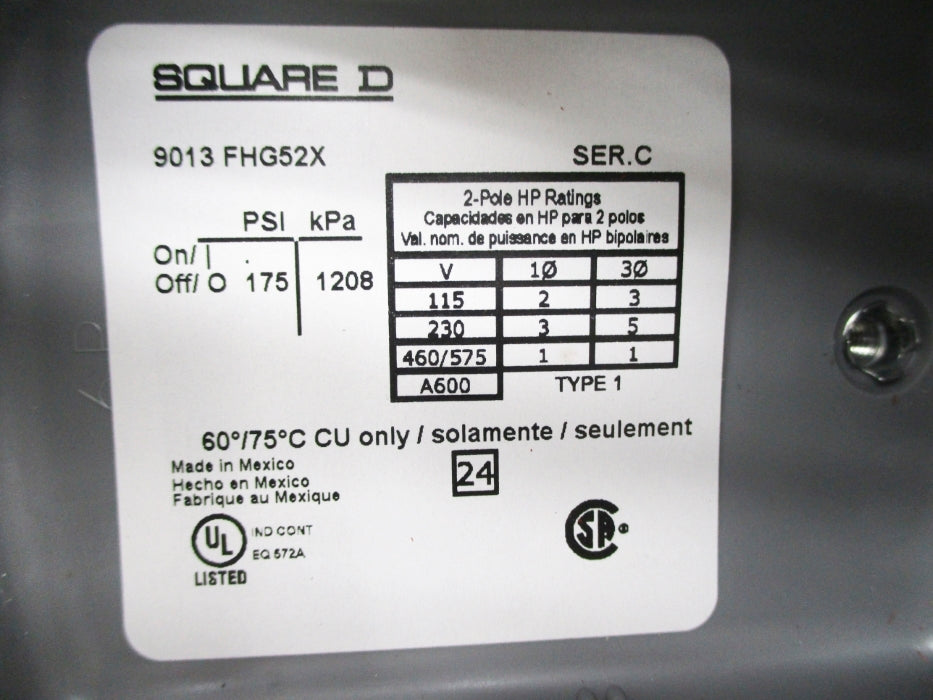 SQUARE D
9013 FHG52X
SER.C
PSI kPa
On/ |
Off/ O 175 1208
2-Pole HP Ratings
Capacidades en HP para 2 polos
Val. nom. de puissance en HP bipolaires
V 1Ø 3Ø
115 2 3
230 3 5
460/575 1 1
A600 TYPE 1
60°/75°C CU only / solamente / seulement
Made in Mexico
Hecho en Mexico
Fabrique au Mexique
24
UL
LISTED
IND CONT
EQ 572A
SA ®